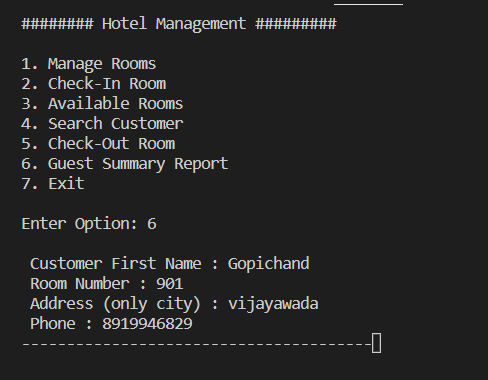 ######## Hotel Management #########
1. Manage Rooms
2. Check-In Room
3. Available Rooms
4. Search Customer
5. Check-Out Room
6. Guest Summary Report
7. Exit
Enter Option: 6
Customer First Name : Gopichand
Room Number : 901
Address (only city) : vijayawada
Phone : 8919946829
---------------------------------------